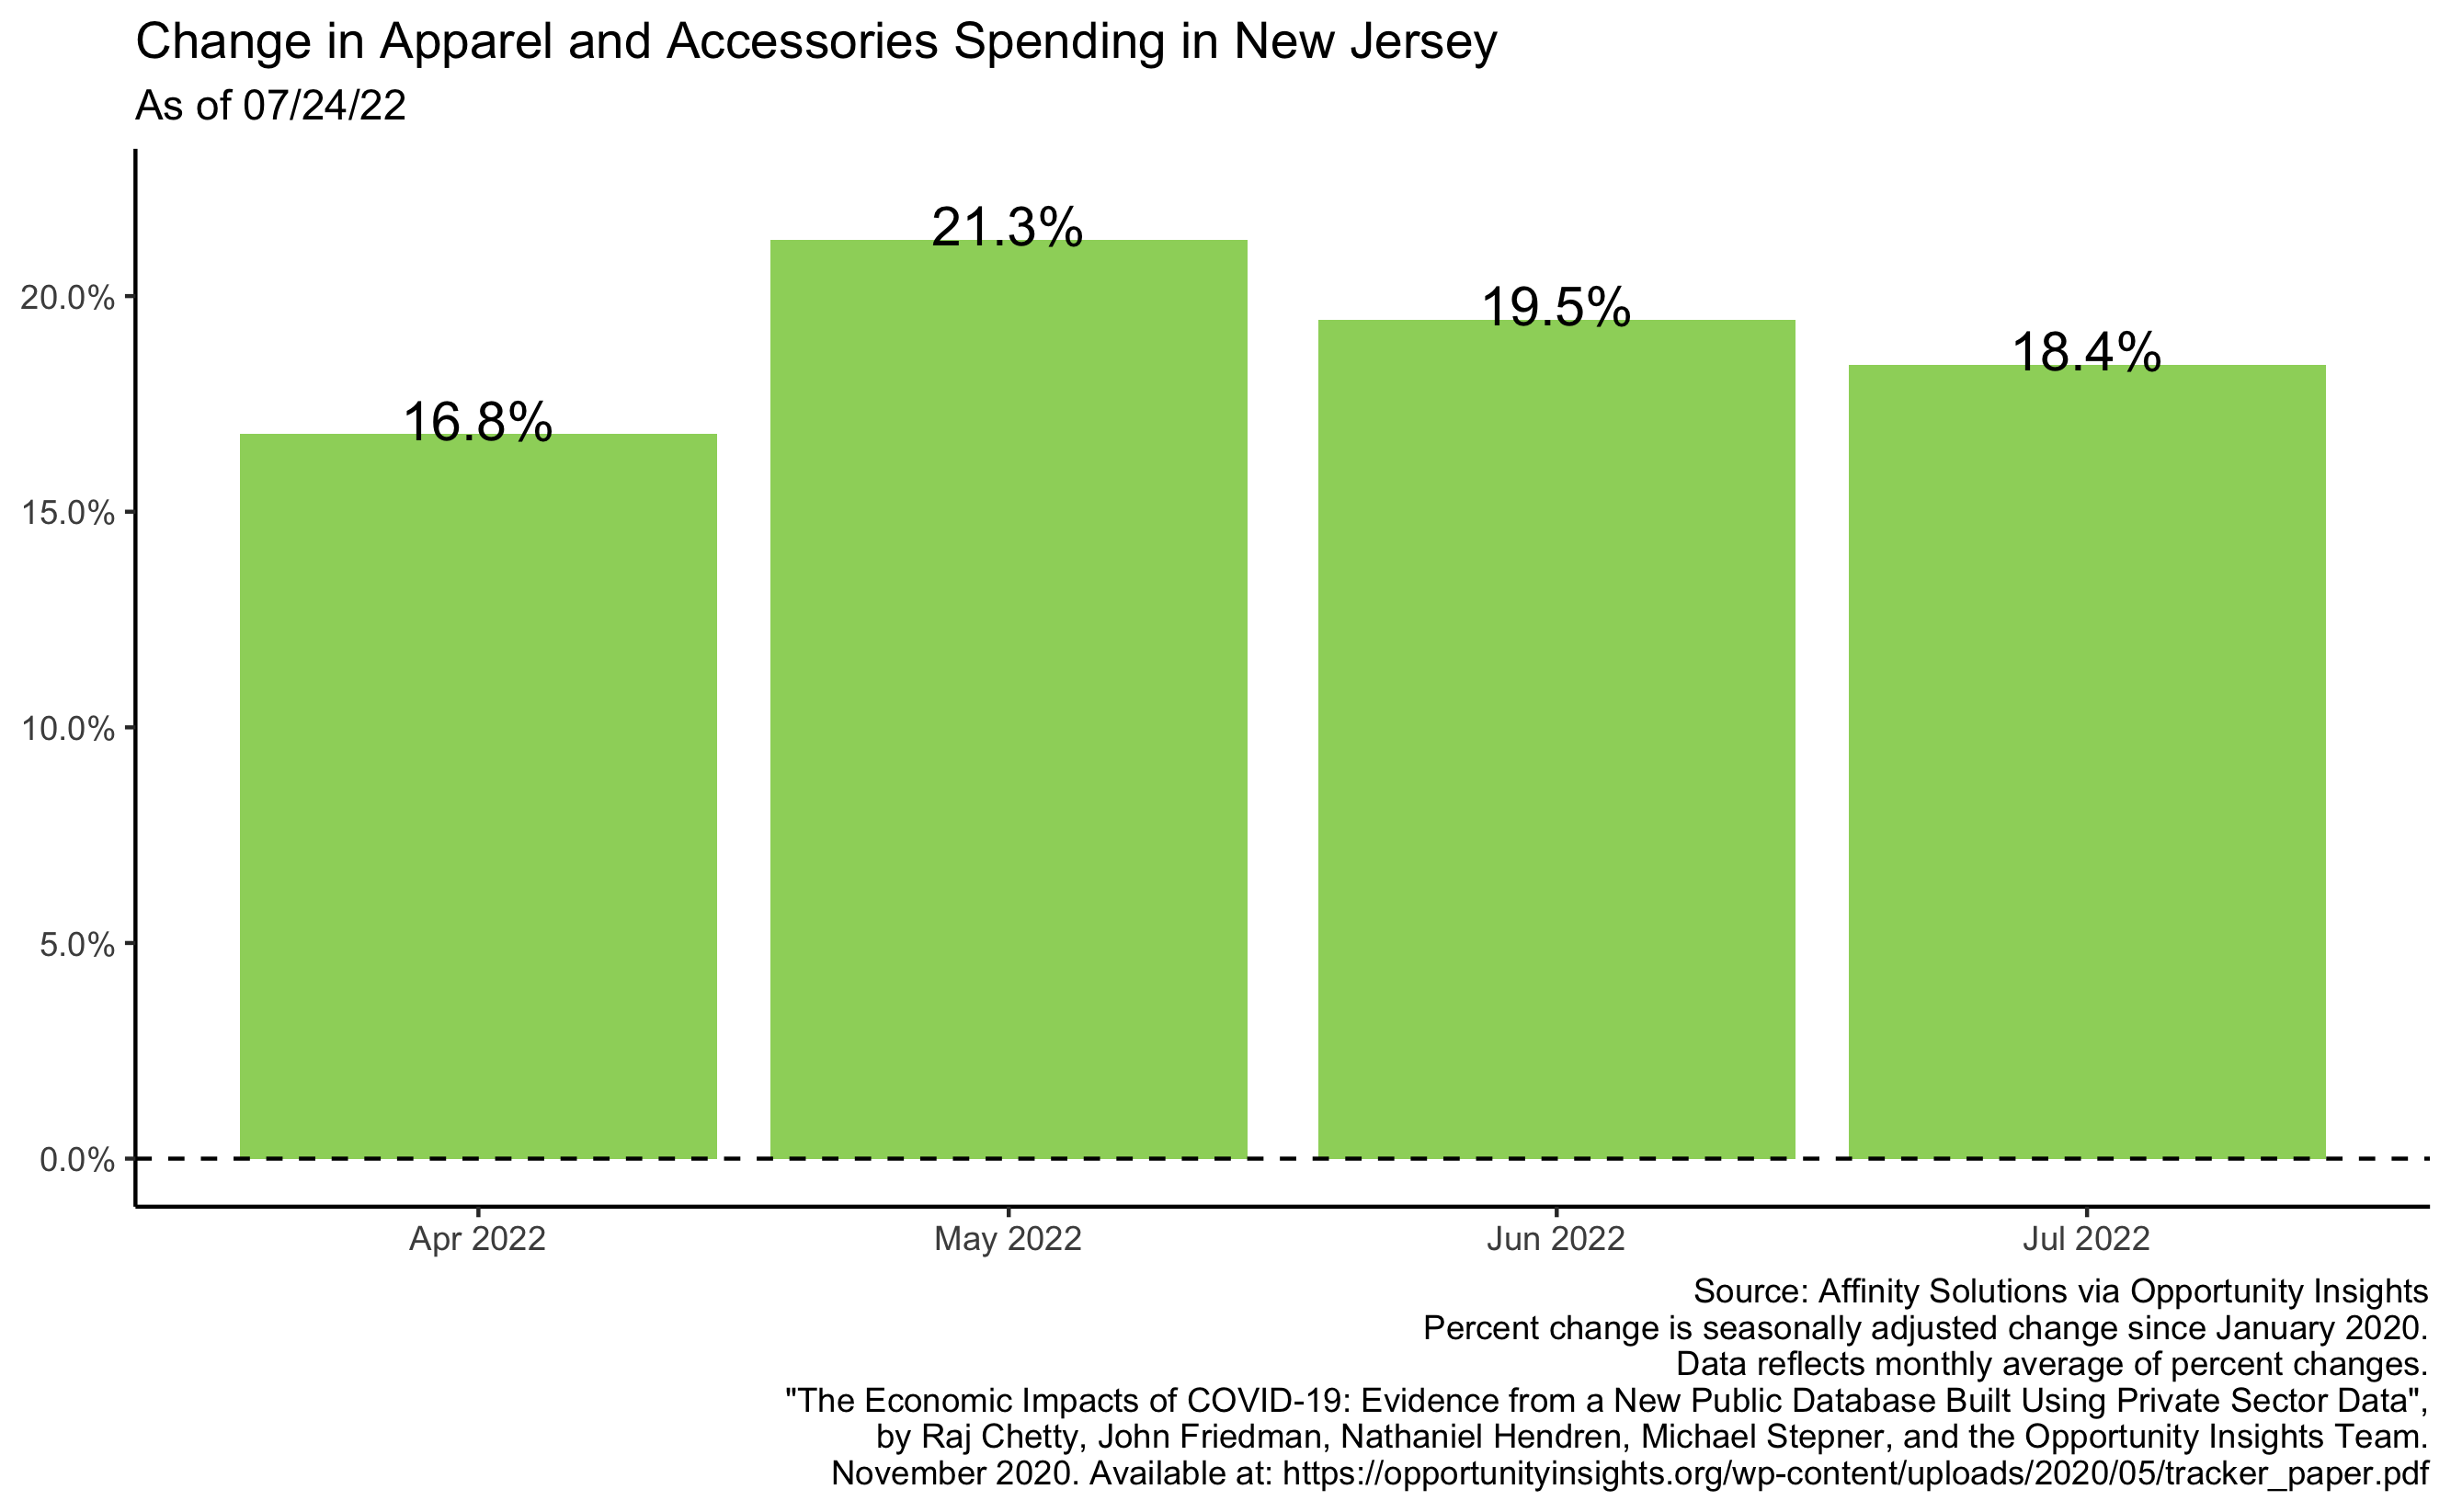 Change in Apparel and Accessories Spending in New Jersey
As of 07/24/22
21.3%
20.0%
19.5%
18.4%
16.8%
15.0%
10.0%
5.0%
0.0%
Apr 2022 May 2022 Jun 2022 Jul 2022
Source: Affinity Solutions via Opportunity Insights
Percent change is seasonally adjusted change since January 2020.
Data reflects monthly average of percent changes.
"The Economic Impacts of COVID-19: Evidence from a New Public Database Built Using Private Sector Data",
by Raj Chetty, John Friedman, Nathaniel Hendren, Michael Stepner, and the Opportunity Insights Team.
November 2020. Available at: https://opportunityinsights.org/wp-content/uploads/2020/05/tracker_paper.pdf